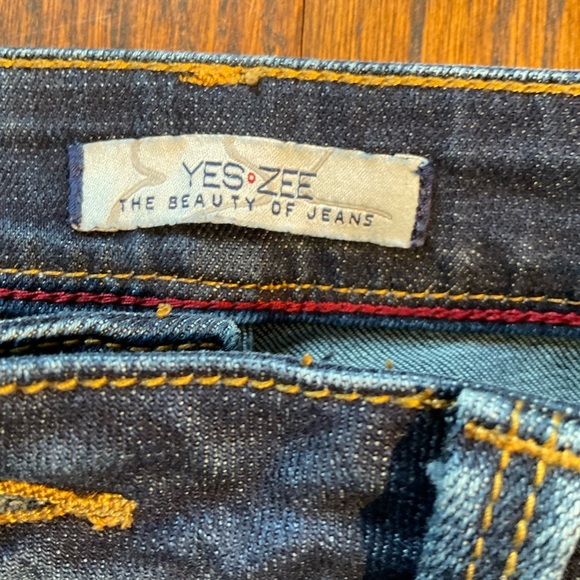 YES•ZEE
THE BEAUTY OF JEANS